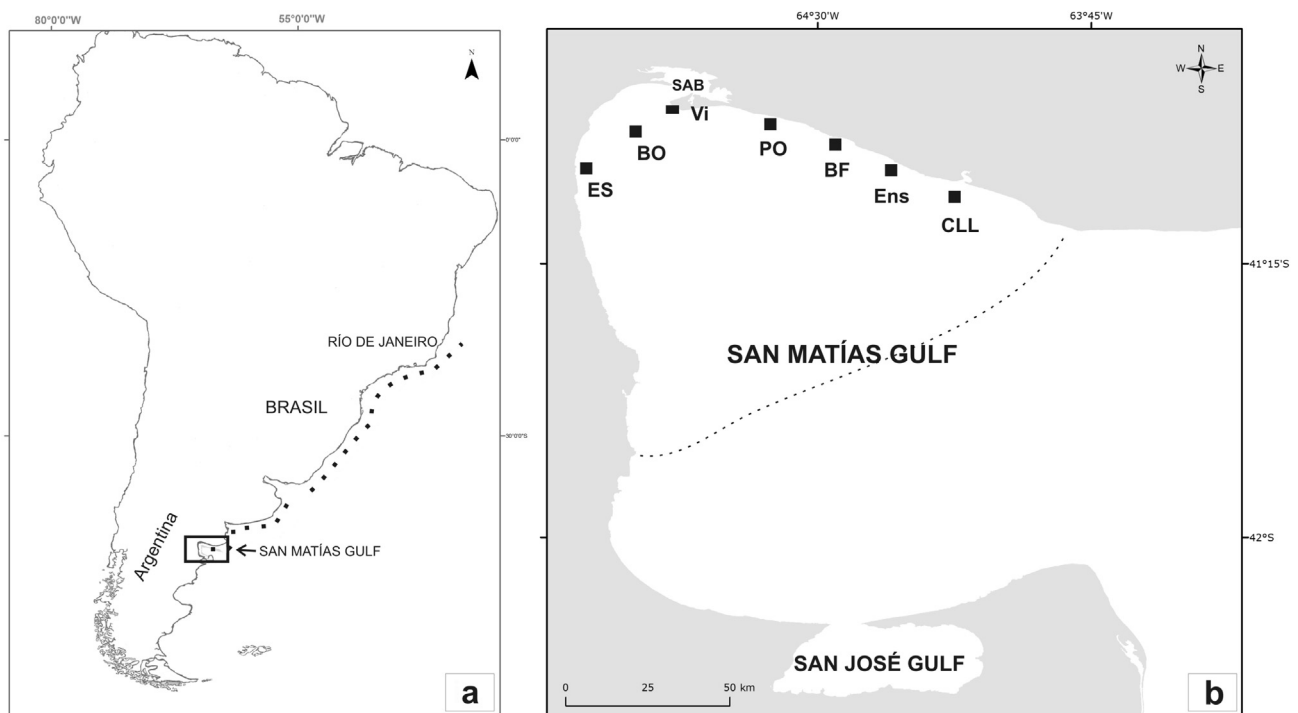 80°0'0"W
55°0'0"W
N
0°0'0"
RÍO DE JANEIRO
BRASIL
30°0'0"S
Argentina
SAN MATÍAS GULF
a
64°30'W
63°45'W
N
W E
S
SAB
Vi
BO
PO
BF
ES
Ens
CLL
41°15'S
SAN MATÍAS GULF
42°S
SAN JOSÉ GULF
0 25 50 km
b